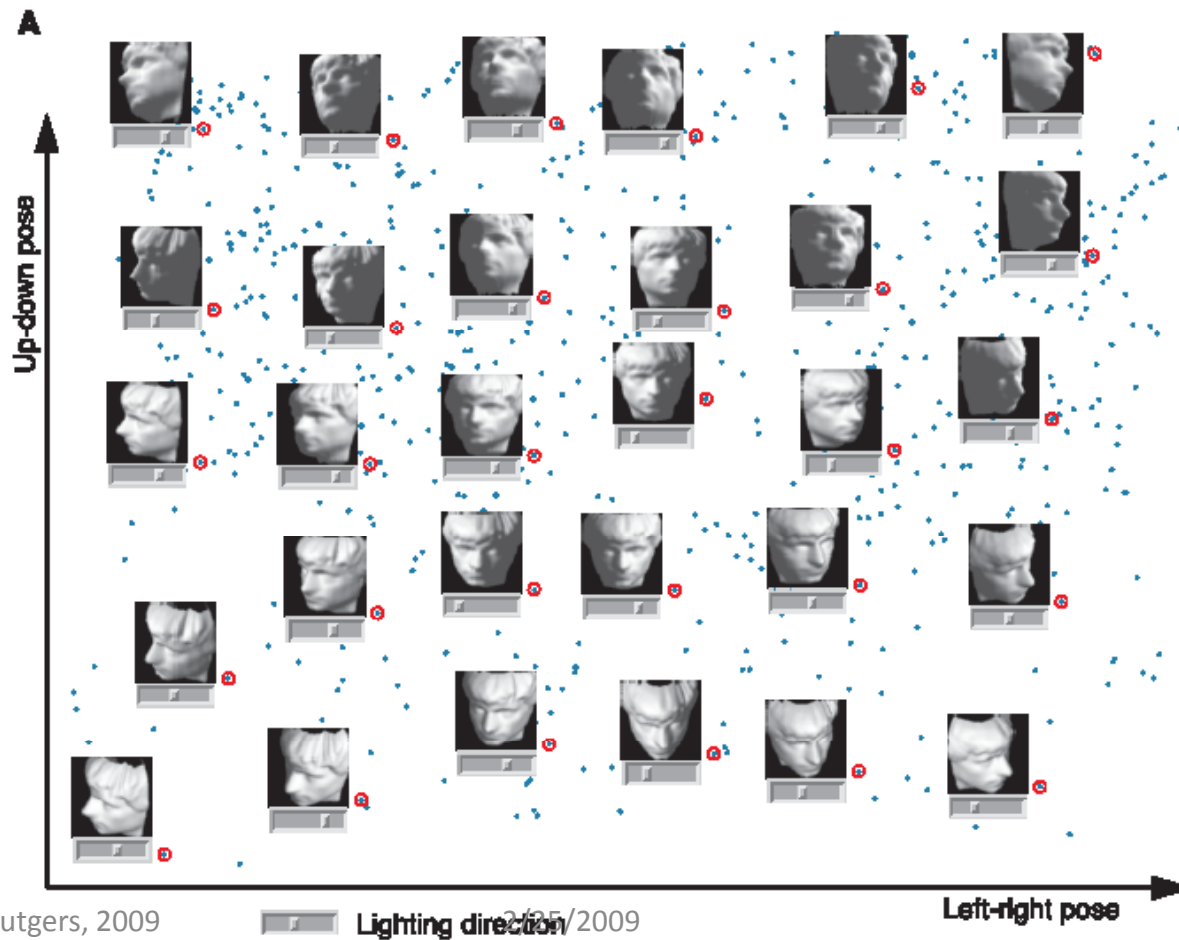 A
Up-down pose
Left-right pose
utgers, 2009
Lighting direction
2/25/2009